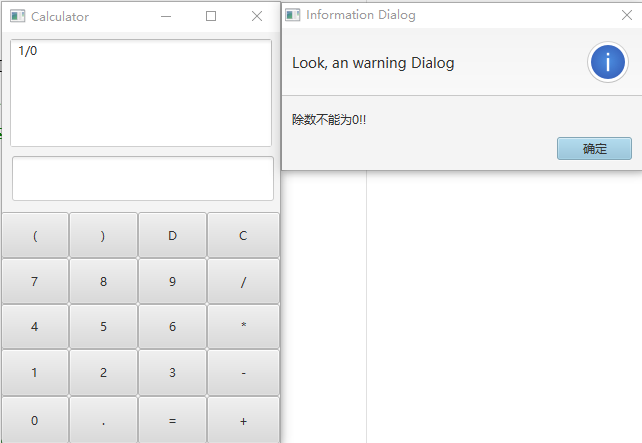 Calculator
1/0
( ) D C
7 8 9 /
4 5 6 *
1 2 3 -
0 . = +
Information Dialog
Look, an warning Dialog
除数不能为0!!
确定